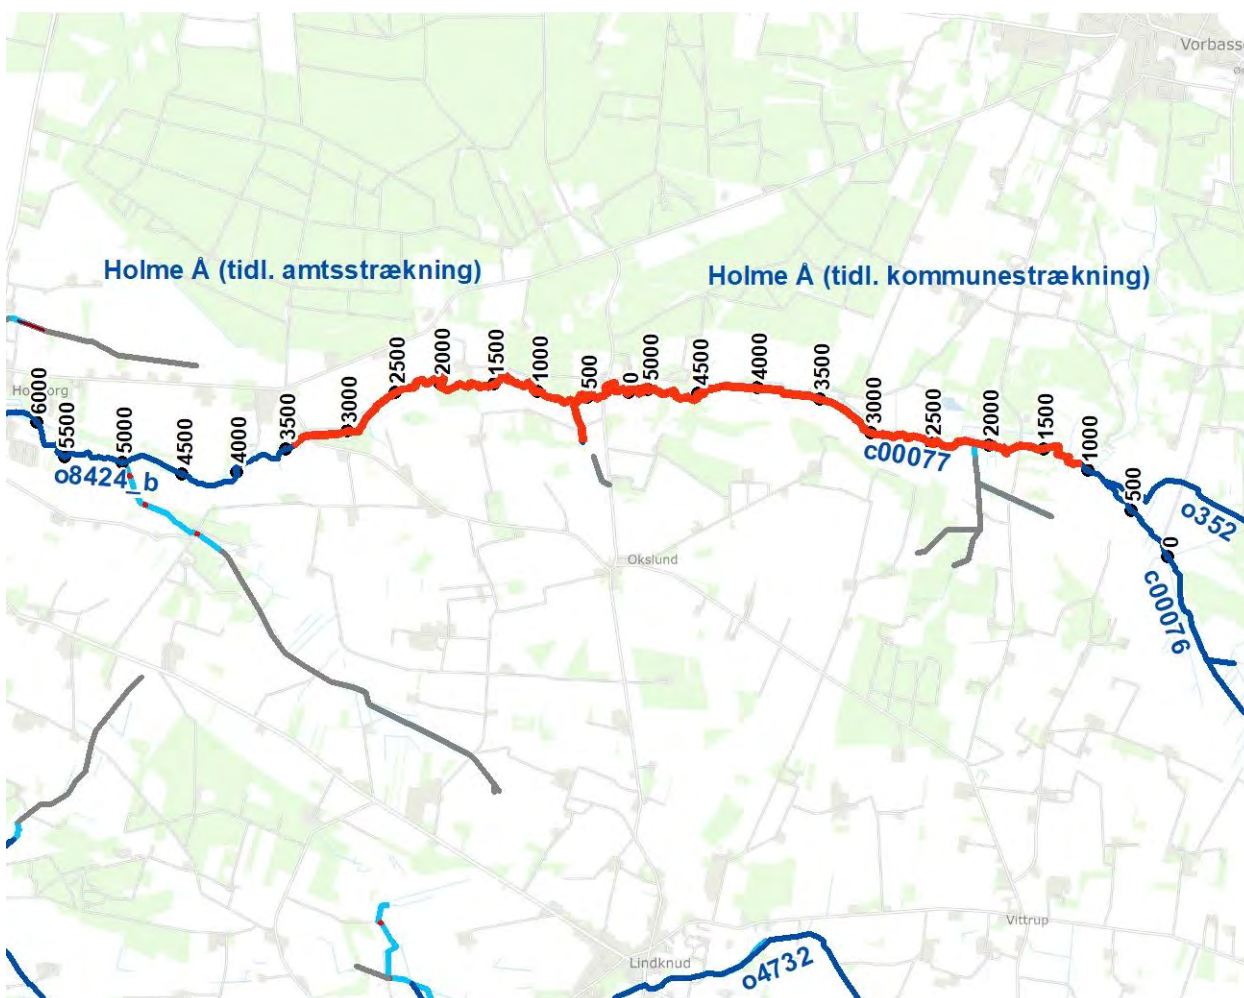 Vorbass
Holme Å (tidl. amtsstrækning)
Holme Å (tidl. kommunestrækning)
6000
5500
5000
4500
4000
3500
3000
2500
2000
1500
1000
500
0
5000
4500
4000
3500
3000
2500
2000
1500
1000
500
0
o8424_b
c00077
o352
c00076
Okslund
Vittrup
Lindknud
o4732